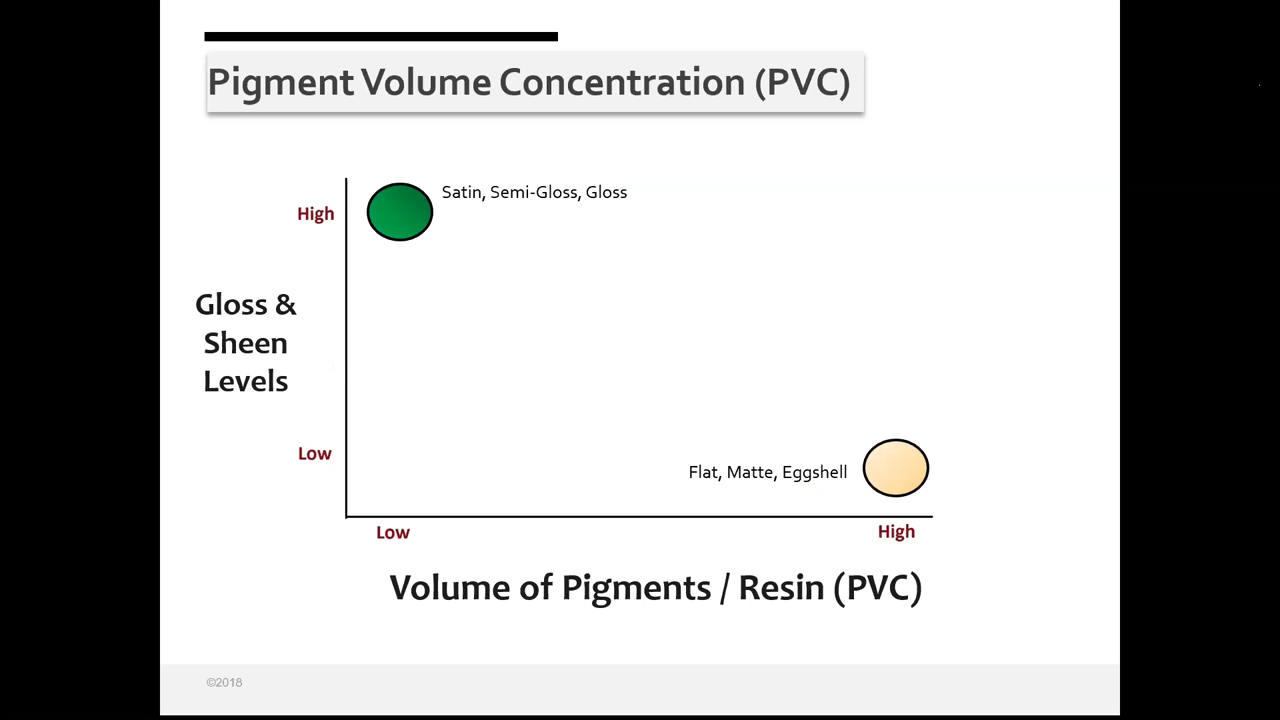 Pigment Volume Concentration (PVC)
Satin, Semi-Gloss, Gloss
High
Gloss &
Sheen
Levels
Low
Flat, Matte, Eggshell
Low
High
Volume of Pigments / Resin (PVC)
©2018